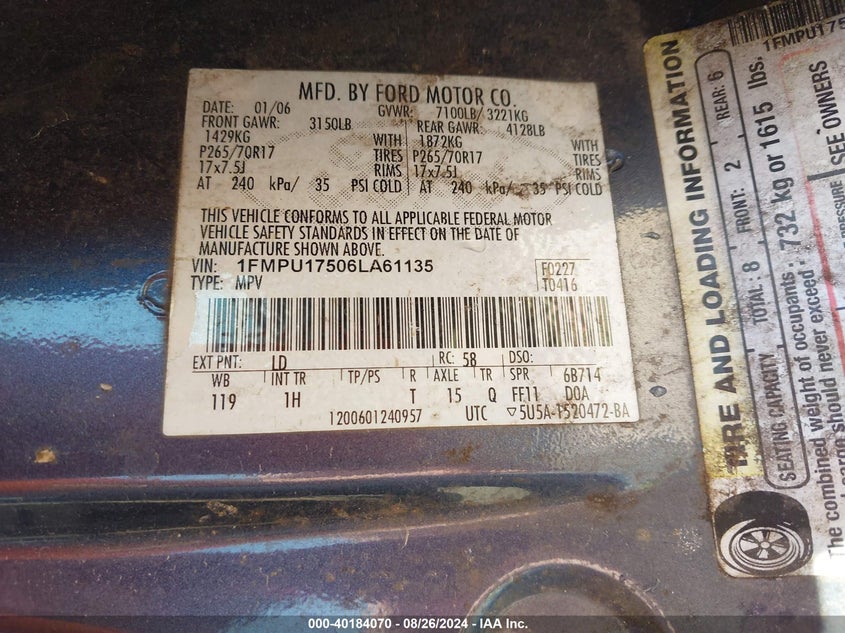 MFD. BY FORD MOTOR CO.
DATE: 01/06 GVWR: 7100LB/ 3221KG
FRONT GAWR: 3150LB REAR GAWR: 4128LB
1429KG WITH 1872KG WITH
P265/70R17 TIRES P265/70R17 TIRES
17x7.5J RIMS 17x7.5J RIMS
AT 240 kPa/ 35 PSI COLD AT 240 kPa/ 35 PSI COLD
THIS VEHICLE CONFORMS TO ALL APPLICABLE FEDERAL MOTOR
VEHICLE SAFETY STANDARDS IN EFFECT ON THE DATE OF
MANUFACTURE SHOWN ABOVE.
VIN: 1FMPU17506LA61135 F0227
TYPE: MPV T0416
EXT PNT: LD RC: 58 DSO:
WB INT TR TP/PS R AXLE TR SPR 6B714
119 1H T 15 Q FF11 DOA
1200601240957 UTC ▽5U5A-1520472-BA
1FMPU175
TIRE AND LOADING INFORMATION
SEATING CAPACITY TOTAL: 8 FRONT: 2 REAR: 6
The combined weight of occupants
should never exceed : 732 kg or 1615 lbs.
SEE OWNERS
000-40184070 / 08/26/2024 - IAA Inc.